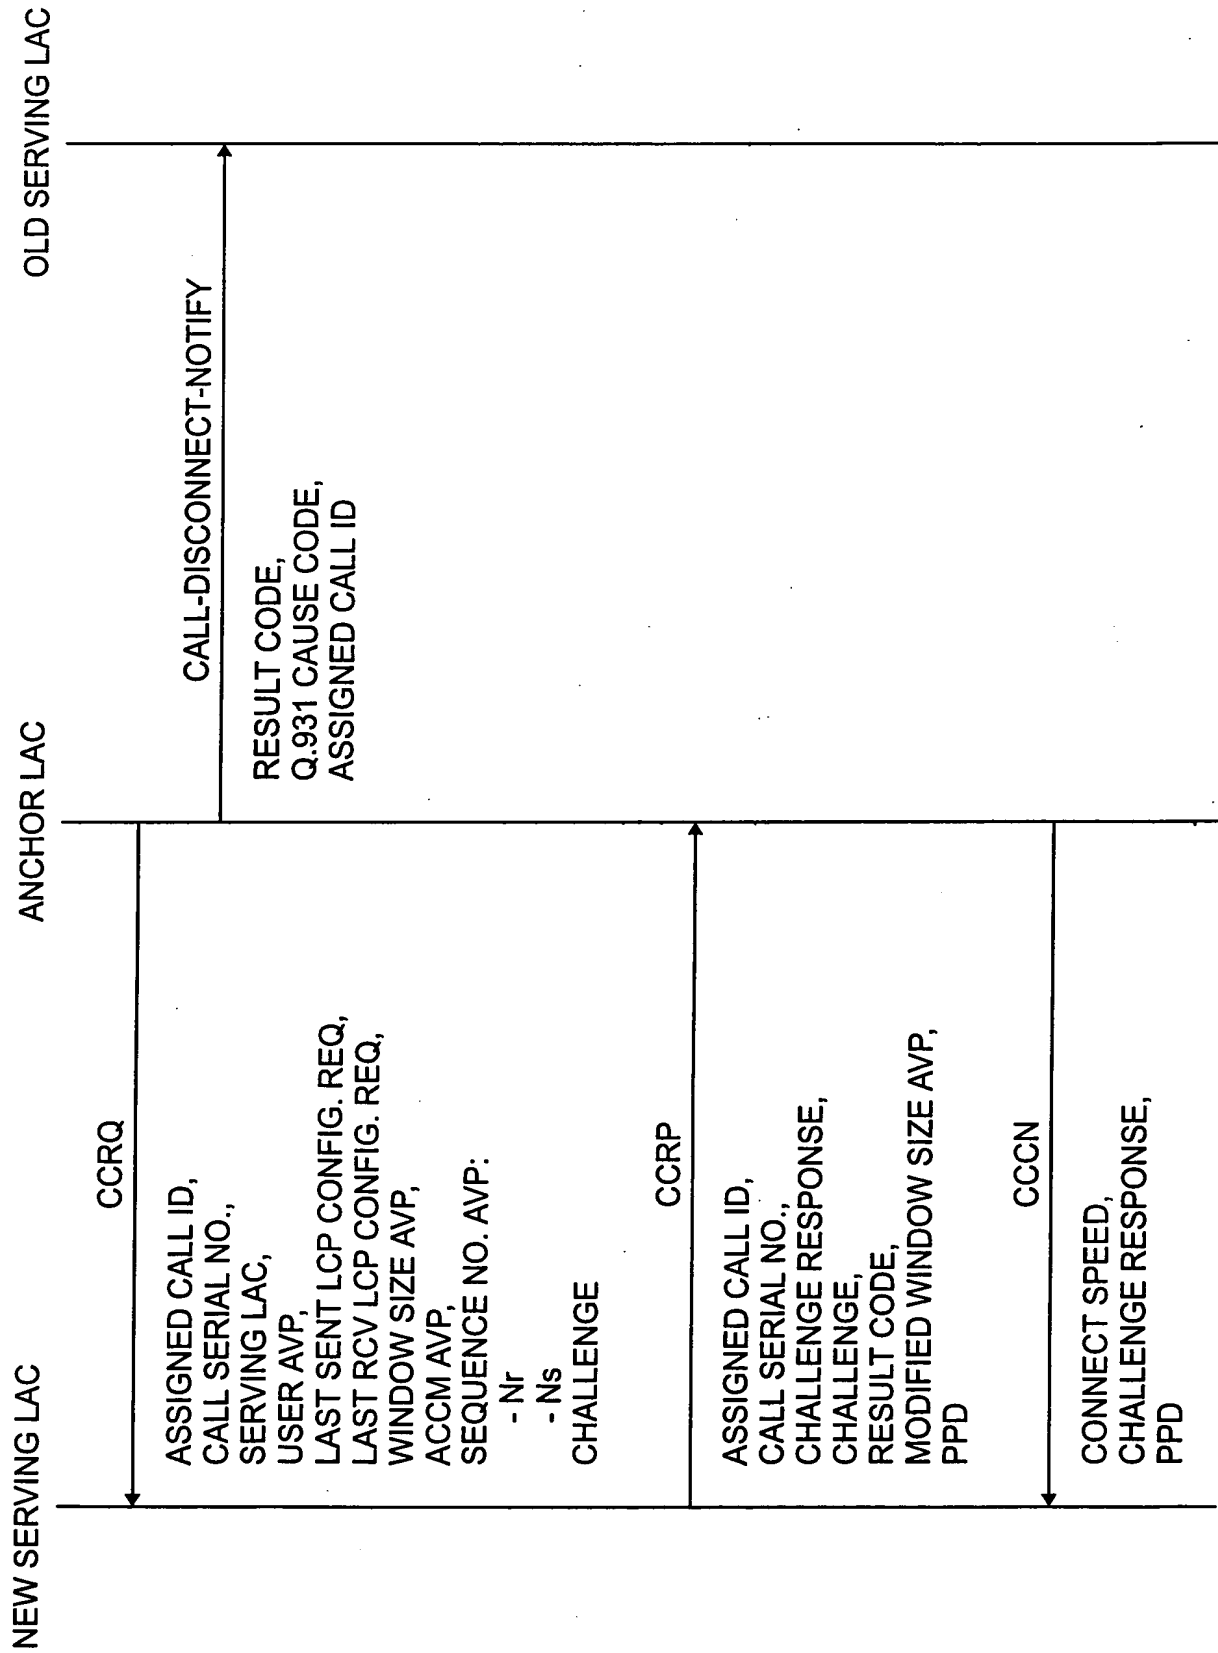 NEW SERVING LAC
ANCHOR LAC
OLD SERVING LAC
CCRQ
ASSIGNED CALL ID,
CALL SERIAL NO.,
SERVING LAC,
USER AVP,
LAST SENT LCP CONFIG. REQ,
LAST RCV LCP CONFIG. REQ,
WINDOW SIZE AVP,
ACCM AVP,
SEQUENCE NO. AVP:
- Nr
- Ns
CHALLENGE
CALL-DISCONNECT-NOTIFY
RESULT CODE,
Q.931 CAUSE CODE,
ASSIGNED CALL ID
CCRP
ASSIGNED CALL ID,
CALL SERIAL NO.,
CHALLENGE RESPONSE,
CHALLENGE,
RESULT CODE,
MODIFIED WINDOW SIZE AVP,
PPD
CCCN
CONNECT SPEED,
CHALLENGE RESPONSE,
PPD